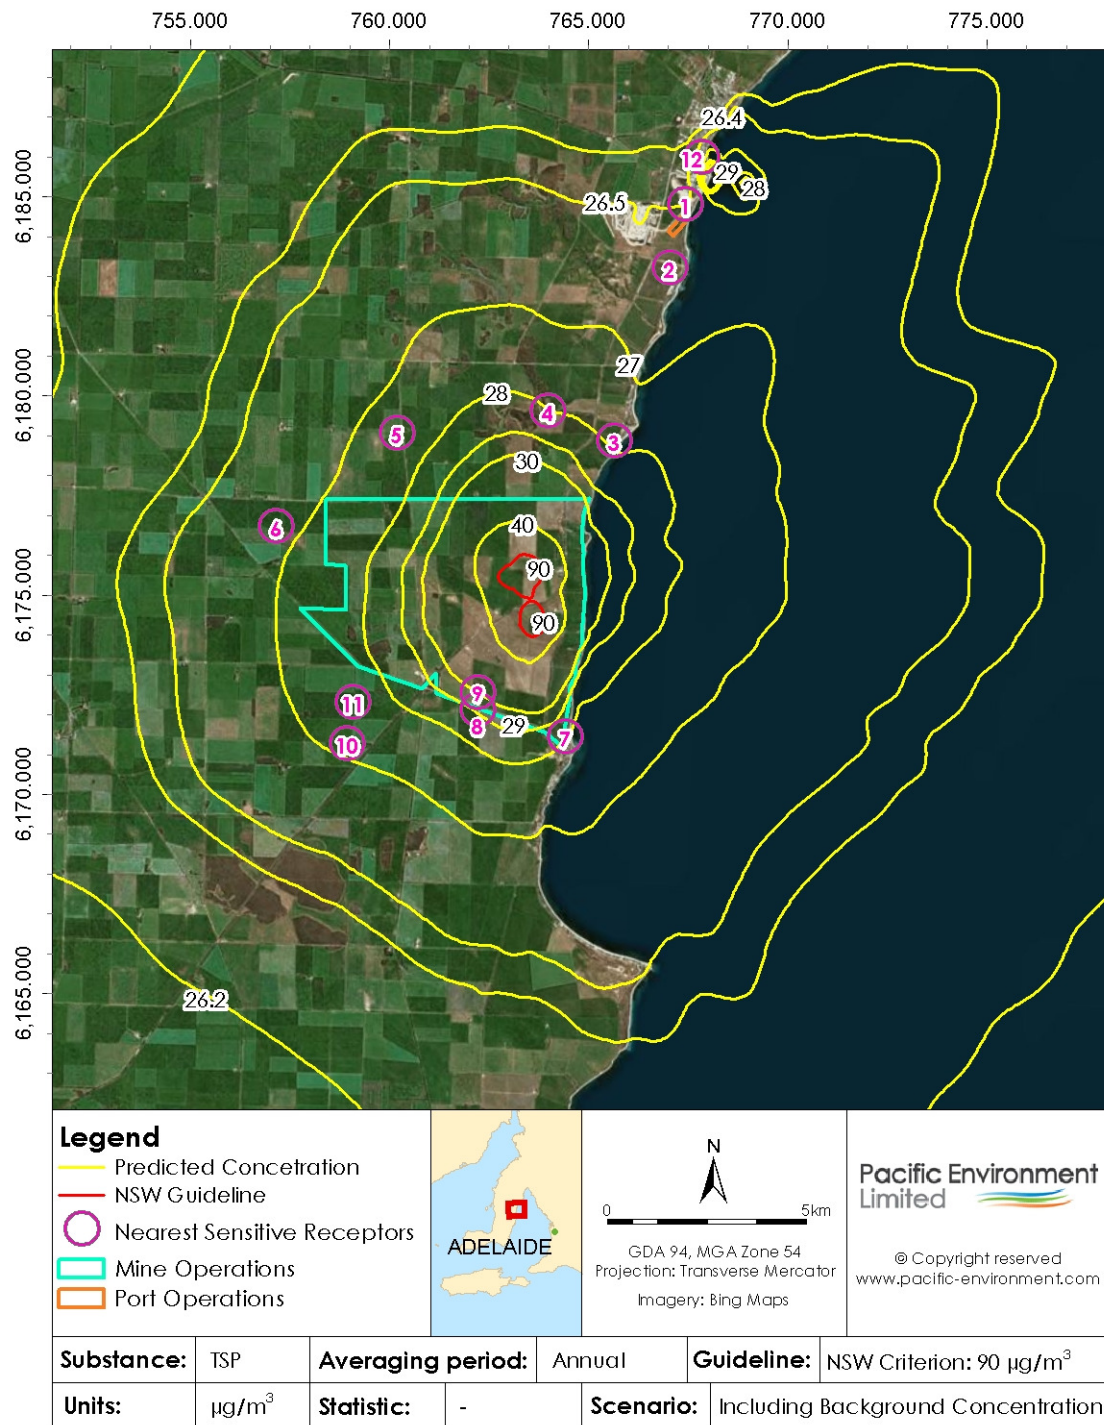 755.000 760.000 765.000 770.000 775.000
6,185.000
6,180.000
6,175.000
6,170.000
6,165.000
26.4
12
29
28
26.5
1
2
27
28
4
5
3
30
6
40
90
90
9
11
8
29
7
10
26.2
Legend
Predicted Concetration
NSW Guideline
Nearest Sensitive Receptors
Mine Operations
Port Operations
ADELAIDE
N
0 5km
GDA 94, MGA Zone 54
Projection: Transverse Mercator
Imagery: Bing Maps
Pacific Environment
Limited
© Copyright reserved
www.pacific-environment.com
Substance: TSP Averaging period: Annual Guideline: NSW Criterion: 90 µg/m³
Units: µg/m³ Statistic: - Scenario: Including Background Concentration